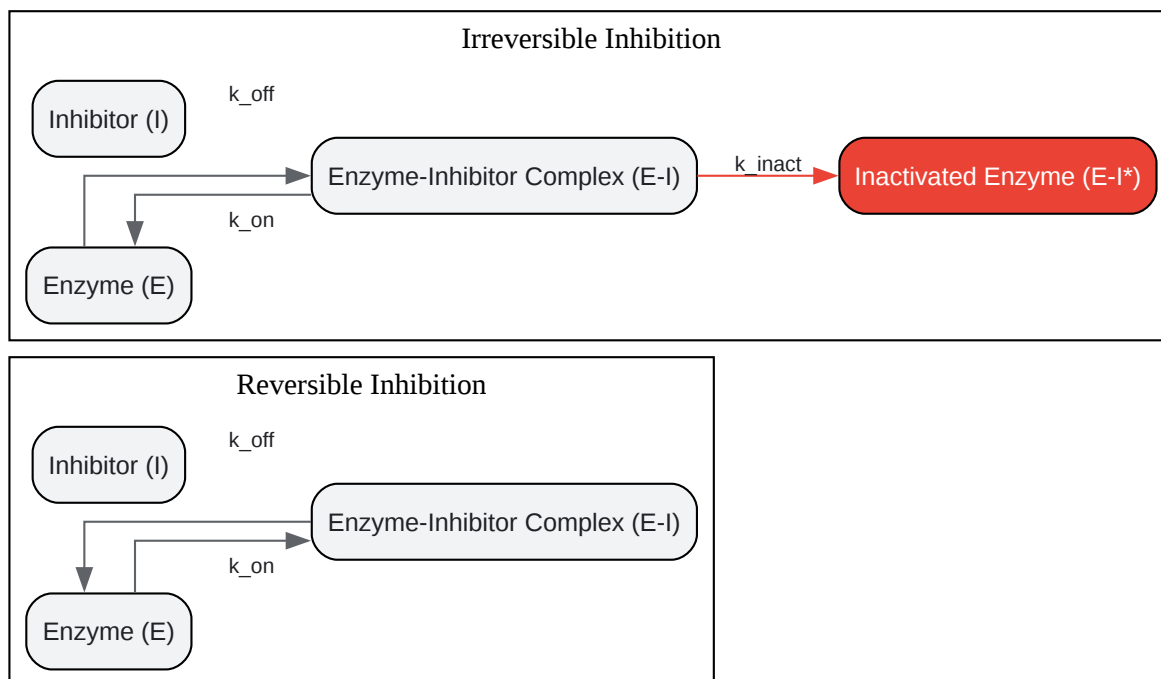 Irreversible Inhibition
Inhibitor (I)
k_off
Enzyme-Inhibitor Complex (E-I)
k_inact
Inactivated Enzyme (E-I*)
k_on
Enzyme (E)
Reversible Inhibition
Inhibitor (I)
k_off
Enzyme-Inhibitor Complex (E-I)
k_on
Enzyme (E)